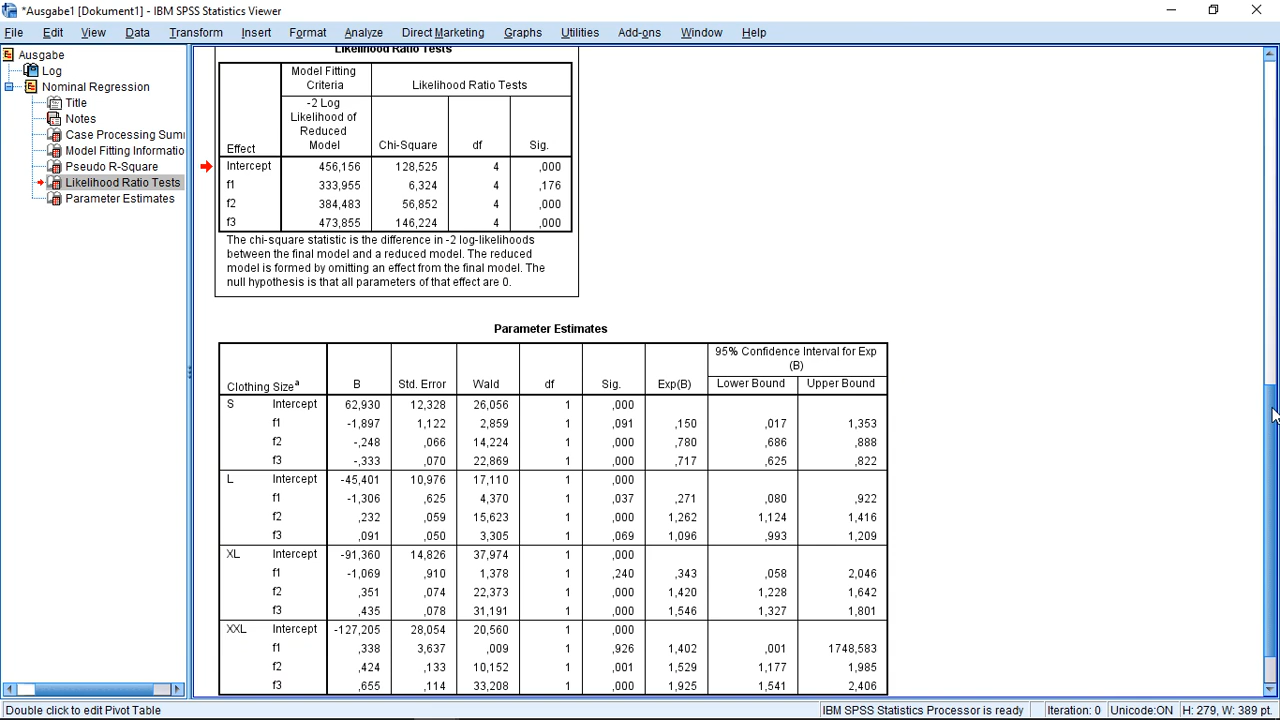 *Ausgabe1 [Dokument1] - IBM SPSS Statistics Viewer
File Edit View Data Transform Insert Format Analyze Direct Marketing Graphs Utilities Add-ons Window Help
Ausgabe
Log
Nominal Regression
Title
Notes
Case Processing Sum
Model Fitting Informatio
Pseudo R-Square
Likelihood Ratio Tests
Parameter Estimates
Likelihood Ratio Tests
Effect Model Fitting Criteria Likelihood Ratio Tests
-2 Log Likelihood of Reduced Model Chi-Square df Sig.
Intercept 456,156 128,525 4 ,000
f1 333,955 6,324 4 ,176
f2 384,483 56,852 4 ,000
f3 473,855 146,224 4 ,000
The chi-square statistic is the difference in -2 log-likelihoods
between the final model and a reduced model. The reduced
model is formed by omitting an effect from the final model. The
null hypothesis is that all parameters of that effect are 0.
Parameter Estimates
95% Confidence Interval for Exp
(B)
Clothing Size a B Std. Error Wald df Sig. Exp(B) Lower Bound Upper Bound
S Intercept 62,930 12,328 26,056 1 ,000
f1 -1,897 1,122 2,859 1 ,091 ,150 ,017 1,353
f2 -,248 ,066 14,224 1 ,000 ,780 ,686 ,888
f3 -,333 ,070 22,869 1 ,000 ,717 ,625 ,822
L Intercept -45,401 10,976 17,110 1 ,000
f1 -1,306 ,625 4,370 1 ,037 ,271 ,080 ,922
f2 ,232 ,059 15,623 1 ,000 1,262 1,124 1,416
f3 ,091 ,050 3,305 1 ,069 1,096 ,993 1,209
XL Intercept -91,360 14,826 37,974 1 ,000
f1 -1,069 ,910 1,378 1 ,240 ,343 ,058 2,046
f2 ,351 ,074 22,373 1 ,000 1,420 1,228 1,642
f3 ,435 ,078 31,191 1 ,000 1,546 1,327 1,801
XXL Intercept -127,205 28,054 20,560 1 ,000
f1 ,338 3,637 ,009 1 ,926 1,402 ,001 1748,583
f2 ,424 ,133 10,152 1 ,001 1,529 1,177 1,985
f3 ,655 ,114 33,208 1 ,000 1,925 1,541 2,406
Double click to edit Pivot Table IBM SPSS Statistics Processor is ready Iteration: 0 Unicode:ON H: 279, W: 389 pt.